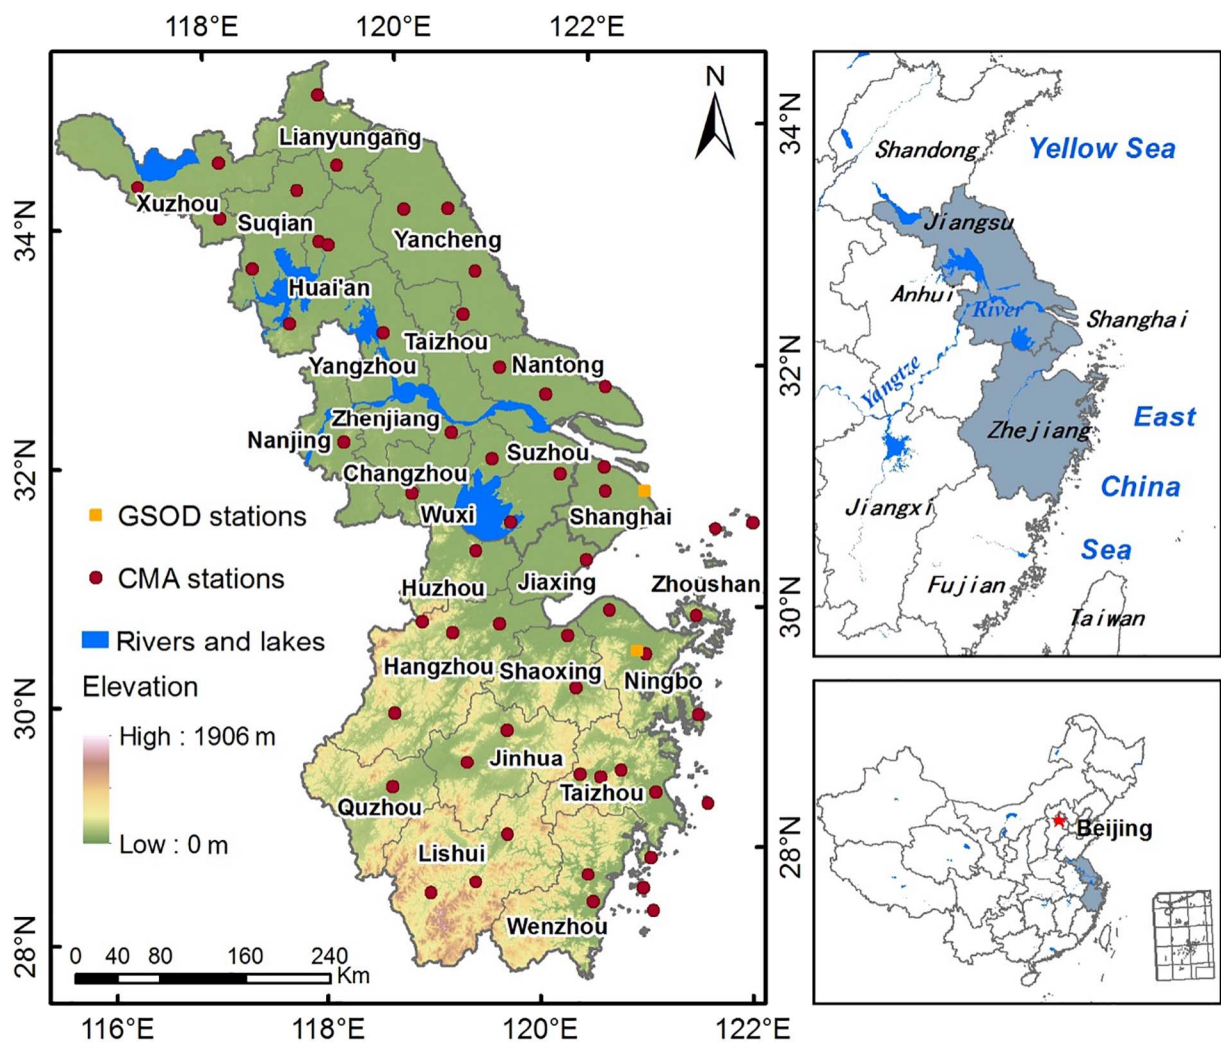 118°E 120°E 122°E
34°N
32°N
30°N
28°N
34°N
32°N
30°N
28°N
116°E 118°E 120°E 122°E
N
Lianyungang
Xuzhou
Suqian
Yancheng
Huai'an
Taizhou
Yangzhou
Nantong
Zhenjiang
Nanjing
Suzhou
Changzhou
Wuxi
Shanghai
Huzhou
Jiaxing
Zhoushan
Hangzhou
Shaoxing
Ningbo
Jinhua
Taizhou
Quzhou
Lishui
Wenzhou
GSOD stations
CMA stations
Rivers and lakes
Elevation
High : 1906 m
Low : 0 m
0 40 80 160 240
Km
Shandong
Yellow Sea
Jiangsu
Anhui
River
Shanghai
Yangtze
East
Zhejiang
China
Jiangxi
Sea
Fujian
Taiwan
Beijing